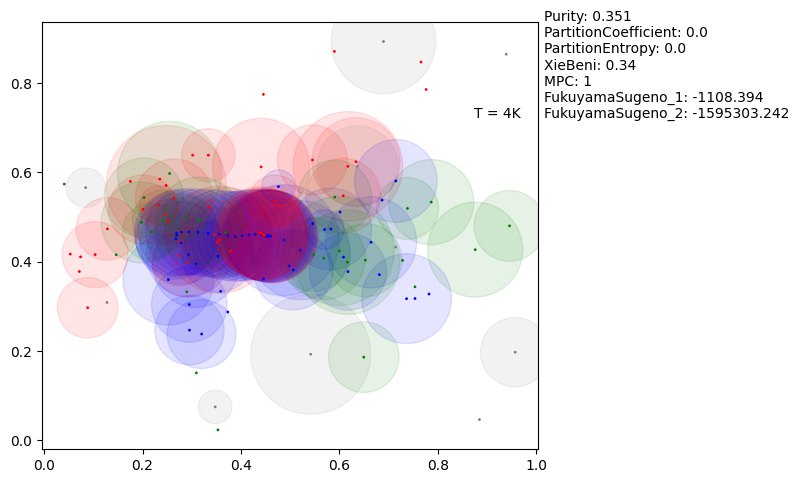 Purity: 0.351
PartitionCoefficient: 0.0
PartitionEntropy: 0.0
XieBeni: 0.34
MPC: 1
FukuyamaSugeno_1: -1108.394
FukuyamaSugeno_2: -1595303.242
T = 4K
0.8
0.6
0.4
0.2
0.0
0.0 0.2 0.4 0.6 0.8 1.0